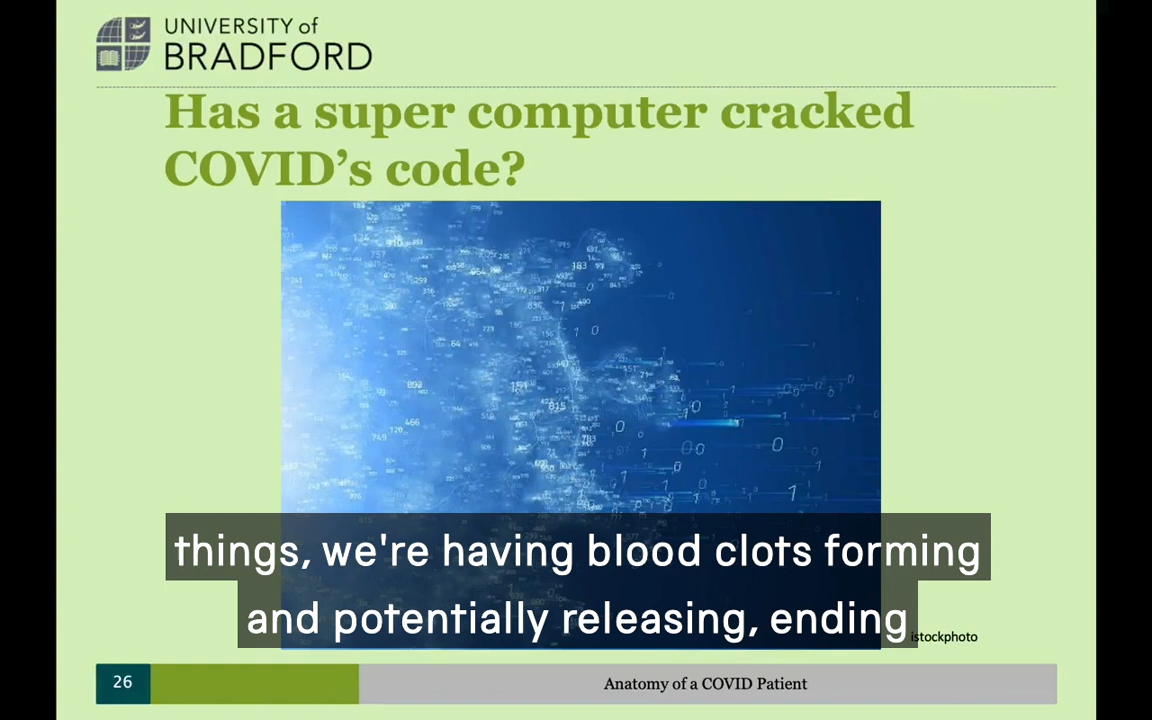 UNIVERSITY of
BRADFORD
Has a super computer cracked
COVID's code?
things, we're having blood clots forming
and potentially releasing, ending
istockphoto
26
Anatomy of a COVID Patient